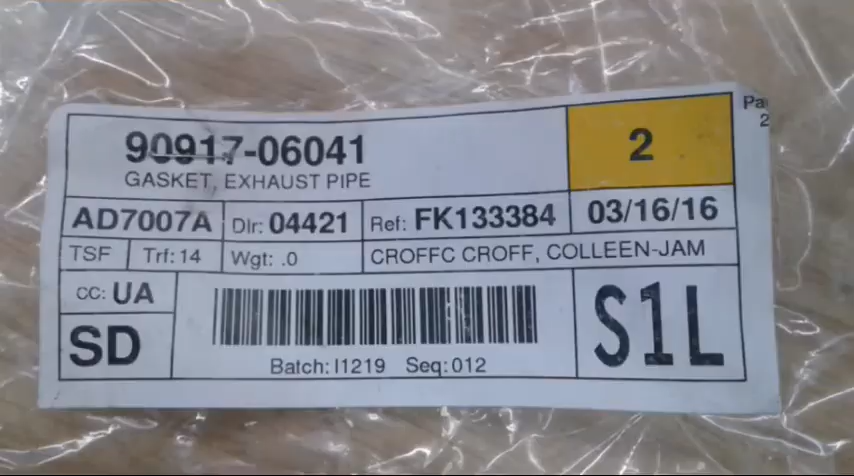 90917-06041
GASKET, EXHAUST PIPE
2
AD7007A Dlr: 04421 Ref: FK133384 03/16/16
TSF Trf: 14 Wgt: .0 CROFFC CROFF, COLLEEN-JAM
CC: UA
SD
Batch: I1219 Seq: 012
S1L
2